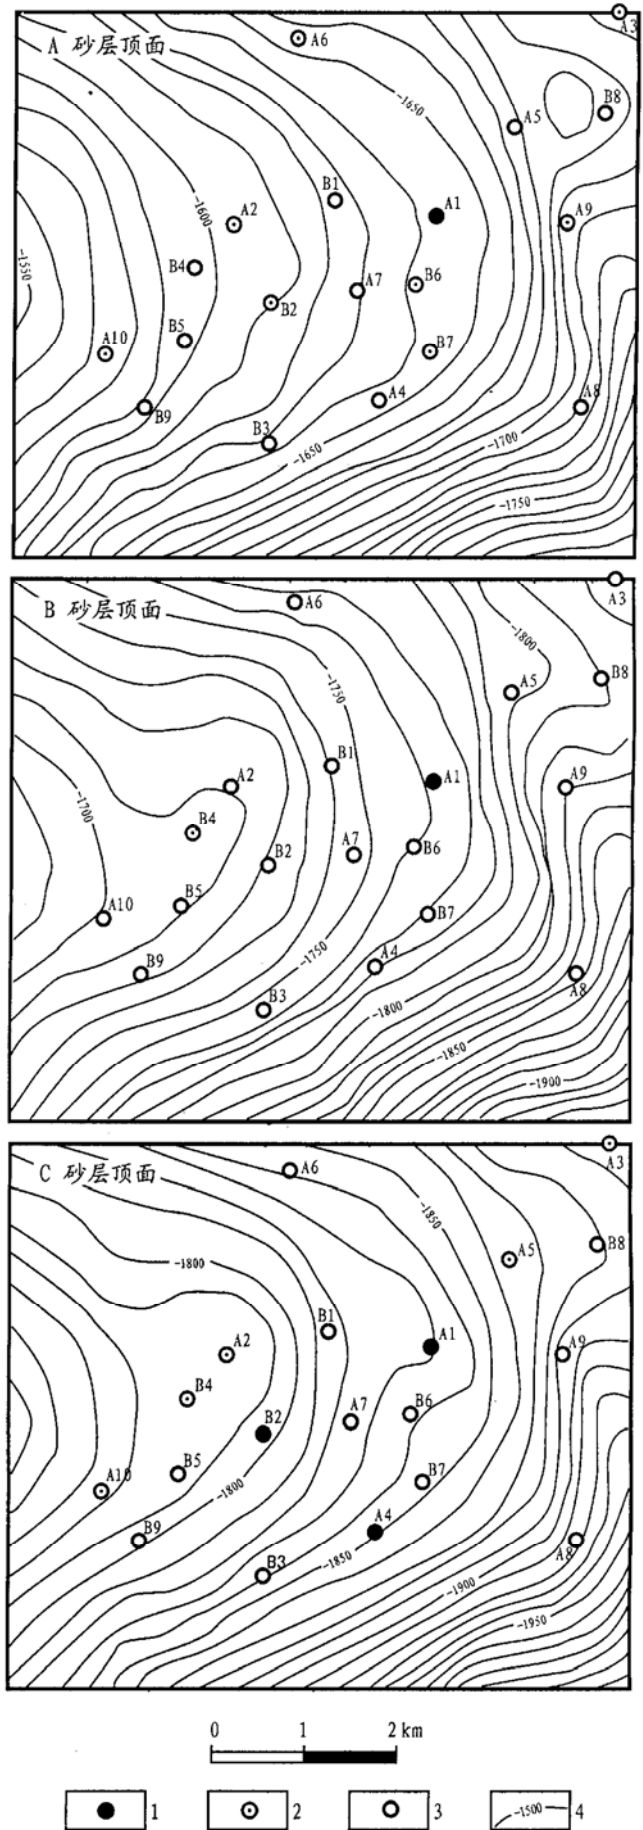 A 砂层顶面
A6
A3
-1650
B8
A5
B1
A1
A9
A2
-1600
B4
-1550
A7
B6
B2
A10
B5
B7
A4
B9
A8
B3
-1650
-1700
-1750
B 砂层顶面
A6
A3
-1800
B8
A5
-1750
B1
A1
A9
A2
-1700
B4
A7
B6
B2
A10
B5
B7
B9
-1750
A4
A8
B3
-1800
-1850
-1900
C 砂层顶面
A6
A3
-1850
B8
A5
-1800
B1
A1
A9
A2
B4
B2
A7
B6
B5
A10
B7
-1800
B9
A4
A8
B3
-1850
-1900
-1950
0 1 2 km
1 2 3 -1500 4